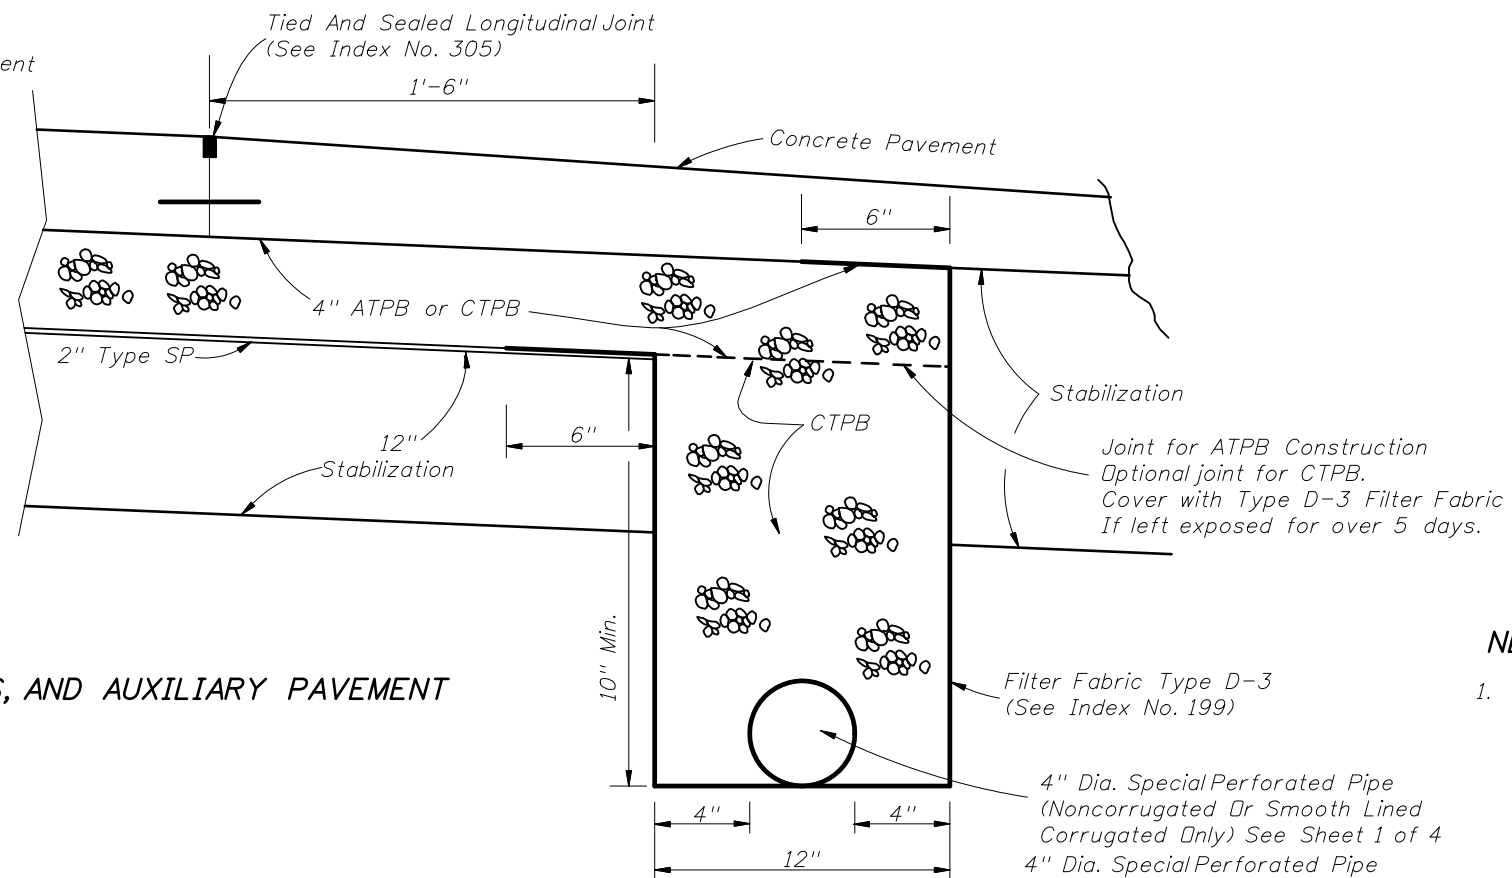 Tied And Sealed Longitudinal Joint
(See Index No. 305)
ent
1'-6"
Concrete Pavement
6"
4" ATPB or CTPB
2" Type SP
Stabilization
CTPB
12"
6"
Stabilization
Joint for ATPB Construction
Optional joint for CTPB.
Cover with Type D-3 Filter Fabric
If left exposed for over 5 days.
10" Min.
S, AND AUXILIARY PAVEMENT
Filter Fabric Type D-3
(See Index No. 199)
1.
4" Dia. Special Perforated Pipe
(Noncorrugated Or Smooth Lined
Corrugated Only) See Sheet 1 of 4
4" Dia. Special Perforated Pipe
4"
4"
12"